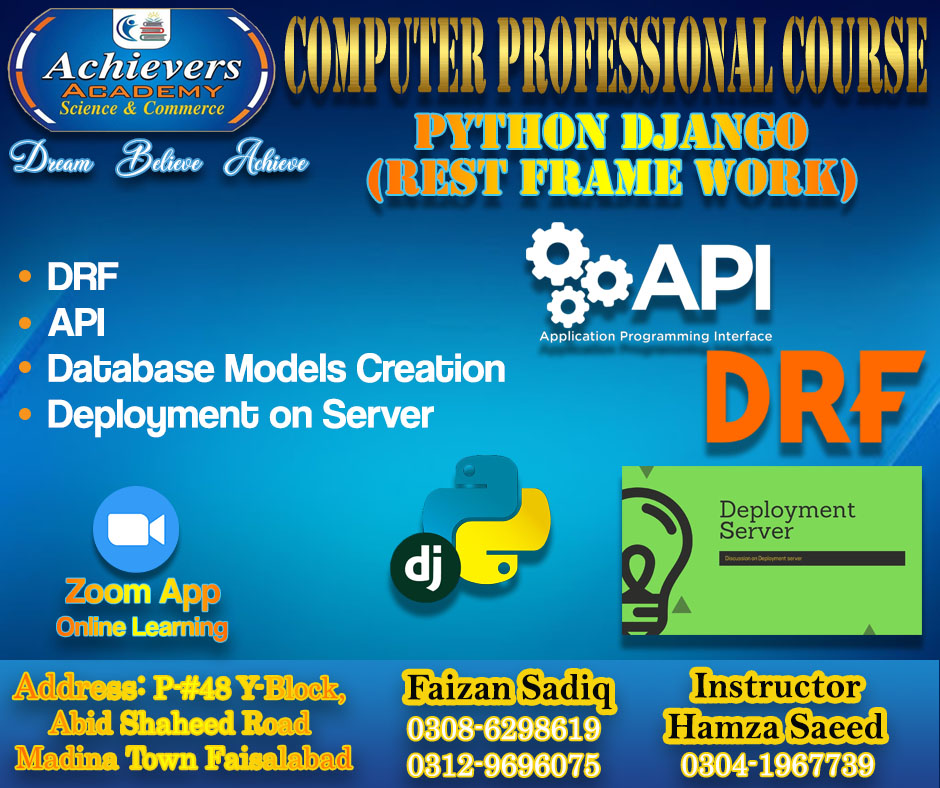 Achievers
ACADEMY
Science & Commerce
Dream Believe Achieve
COMPUTER PROFESSIONAL COURSE
PYTHON DJANGO
(REST FRAME WORK)
• DRF
• API
• Database Models Creation
• Deployment on Server
API
Application Programming Interface
DRF
dj
Deployment
Server
Discussion on Deployment server
Zoom App
Online Learning
Address: P-#48 Y-Block,
Abid Shaheed Road
Madina Town Faisalabad
Faizan Sadiq
0308-6298619
0312-9696075
Instructor
Hamza Saeed
0304-1967739